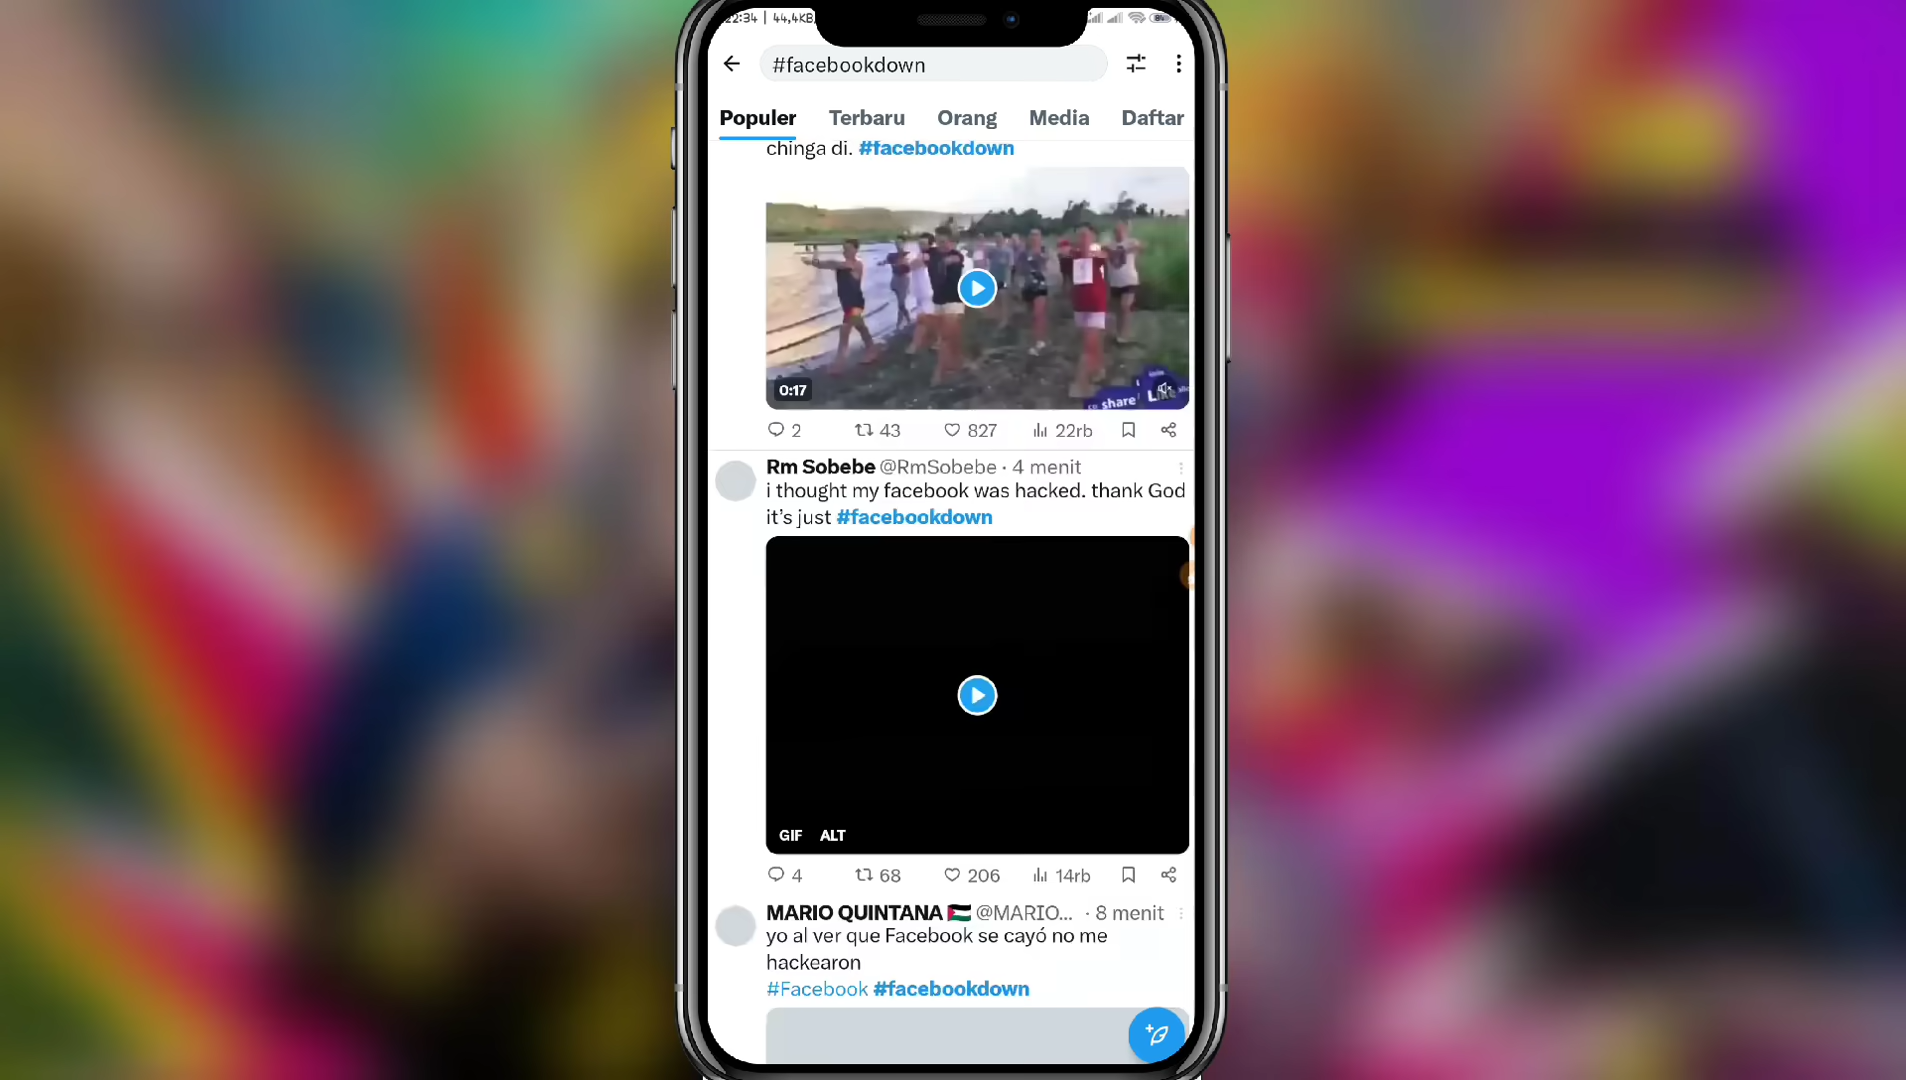 22:34 | 44,4KB
#facebookdown
Populer Terbaru Orang Media Daftar
chinga di. #facebookdown
0:17
share Like
2 43 827 22rb
Rm Sobebe @RmSobebe · 4 menit
i thought my facebook was hacked. thank God
it's just #facebookdown
GIF ALT
4 68 206 14rb
MARIO QUINTANA @MARIO... · 8 menit
yo al ver que Facebook se cayó no me
hackearon
#Facebook #facebookdown